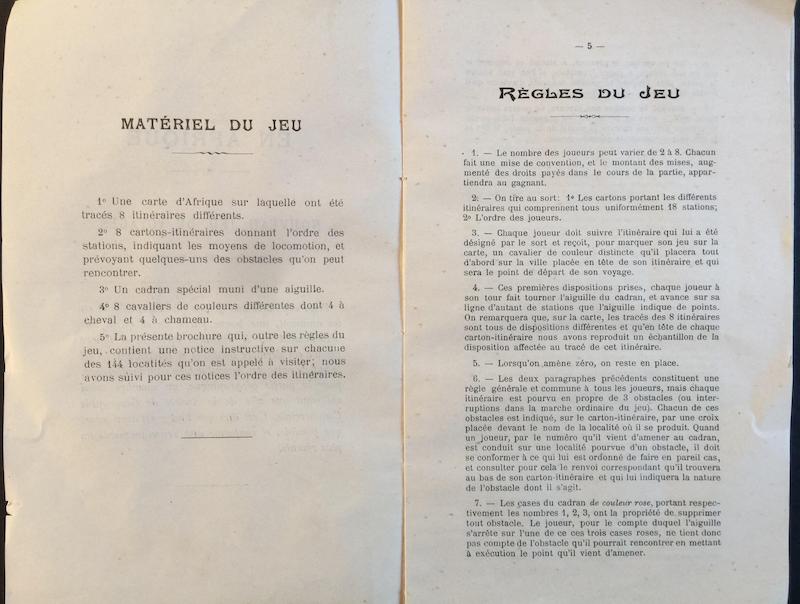 MATÉRIEL DU JEU
1º Une carte d'Afrique sur laquelle ont été
tracés 8 itinéraires différents.
2º 8 cartons-itinéraires donnant l'ordre des
stations, indiquant les moyens de locomotion, et
prévoyant quelques-uns des obstacles qu'on peut
rencontrer.
3º Un cadran spécial muni d'une aiguille.
4º 8 cavaliers de couleurs différentes dont 4 à
cheval et 4 à chameau.
5º La présente brochure qui, outre les règles du
jeu, contient une notice instructive sur chacune
des 144 locatités qu'on est appelé à visiter; nous
avons suivi pour ces notices l'ordre des itinéraires.
— 5 —
RÈGLES DU JEU
1. — Le nombre des joueurs peut varier de 2 à 8. Chacun
fait une mise de convention, et le montant des mises, aug-
menté des droits payés dans le cours de la partie, appar-
tiendra au gagnant.
2: — On tire au sort: 1º Les cartons portant les différents
itinéraires qui comprennent tous uniformément 18 stations;
2º L'ordre des joueurs.
3. — Chaque joueur doit suivre l'itinéraire qui lui a été
désigné par le sort et reçoit, pour marquer son jeu sur la
carte, un cavalier de couleur distincte qu'il placera tout
d'abord sur la ville placée en tête de son itinéraire et qui
sera le point de départ de son voyage.
4. — Ces premières dispositions prises, chaque joueur à
son tour fait tourner l'aiguille du cadran, et avance sur sa
ligne d'autant de stations que l'aiguille indique de points.
On remarquera que, sur la carte, les tracés des 8 itinéraires
sont tous de dispositions différentes et qu'en tête de chaque
carton-itinéraire nous avons reproduit un échantillon de la
disposition affectée au tracé de cet itinéraire.
5. — Lorsqu'on amène zéro, on reste en place.
6. — Les deux paragraphes précédents constituent une
règle générale et commune à tous les joueurs, mais chaque
itinéraire est pourvu en propre de 3 obstacles (ou inter-
ruptions dans la marche ordinaire du jeu). Chacun de ces
obstacles est indiqué, sur le carton-itinéraire, par une croix
placée devant le nom de la localité où il se produit. Quand
un joueur, par le numéro qu'il vient d'amener au cadran,
est conduit sur une localité pourvue d'un obstacle, il doit
se conformer à ce qui lui est ordonné de faire en pareil cas,
et consulter pour cela le renvoi correspondant qu'il trouvera
au bas de son carton-itinéraire et qui lui indiquera la nature
de l'obstacle dont il s'agit.
7. — Les cases du cadran de couleur rose, portant respec-
tivement les nombres 1, 2, 3, ont la propriété de supprimer
tout obstacle. Le joueur, pour le compte duquel l'aiguille
s'arrête sur l'une de ce ces trois cases roses, ne tient donc
pas compte de l'obstacle qu'il pourrait rencontrer en mettant
à exécution le point qu'il vient d'amener.